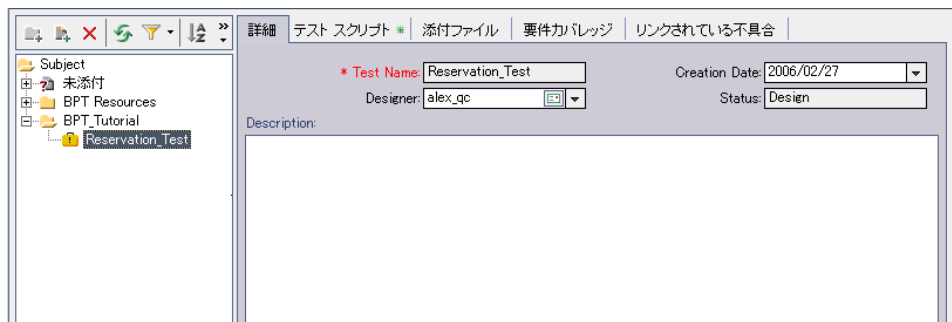 詳細 テスト スクリプト * 添付ファイル 要件カバレッジ リンクされている不具合
Subject
未添付
BPT Resources
BPT_Tutorial
Reservation_Test
* Test Name: Reservation_Test Creation Date: 2006/02/27
Designer: alex_qc Status: Design
Description: